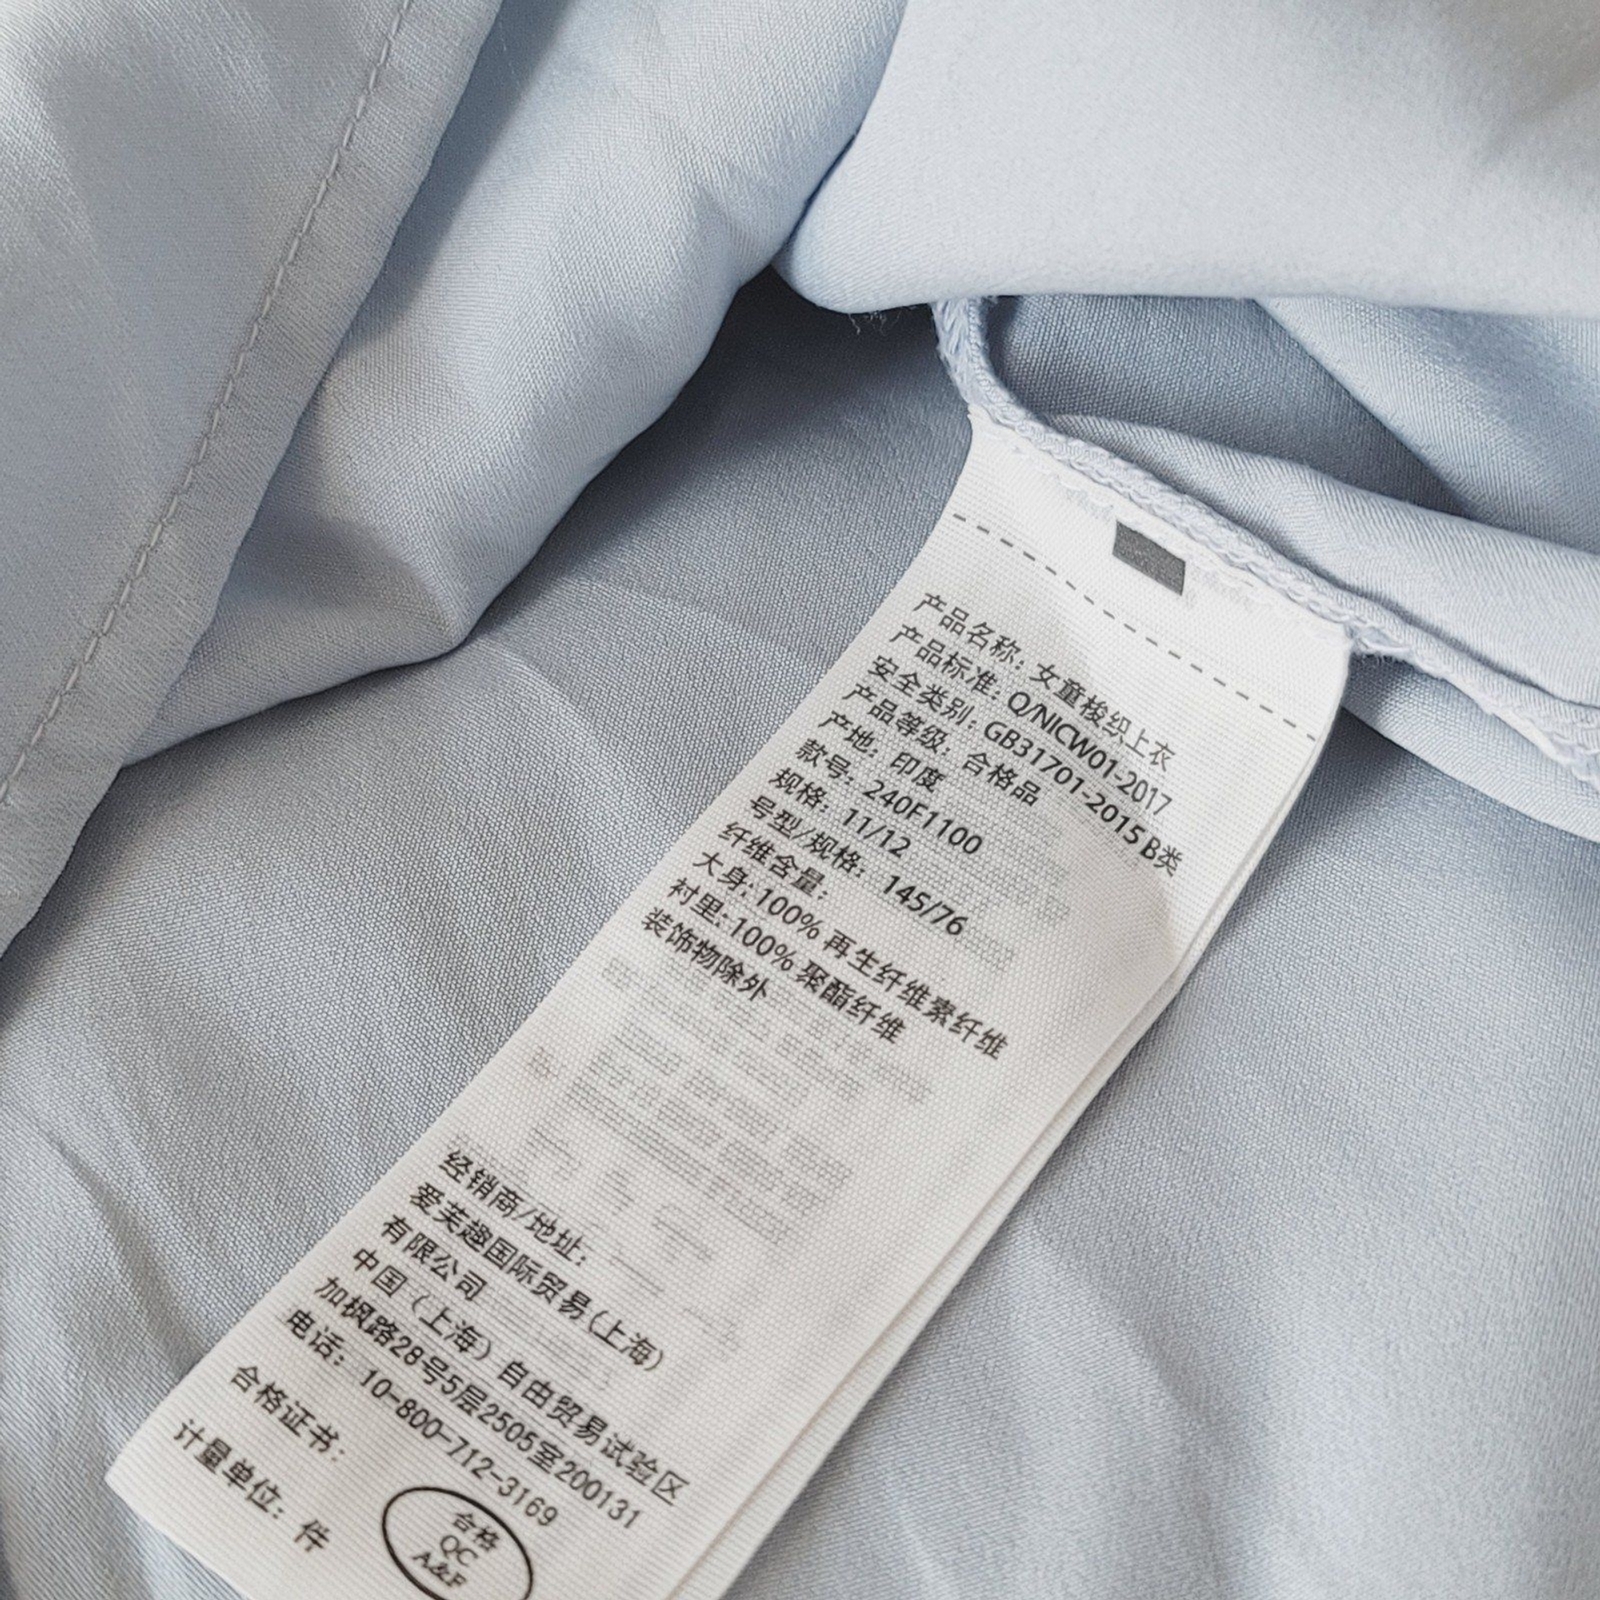 产品名称: 女童梭织上衣
产品标准: Q/NICW01-2017
安全类别: GB31701-2015 B类
产品等级: 合格品
产地: 印度
款号: 240F1100
规格: 11/12
号型/规格: 145/76
纤维含量:
大身: 100% 再生纤维素纤维
衬里: 100% 聚酯纤维
装饰物除外
经销商/地址:
爱芙趣国际贸易(上海)
有限公司
中国（上海）自由贸易试验区
加枫路28号5层2505室200131
电话: 10-800-712-3169
合格证书:
合格
QC
A&F
计量单位: 件